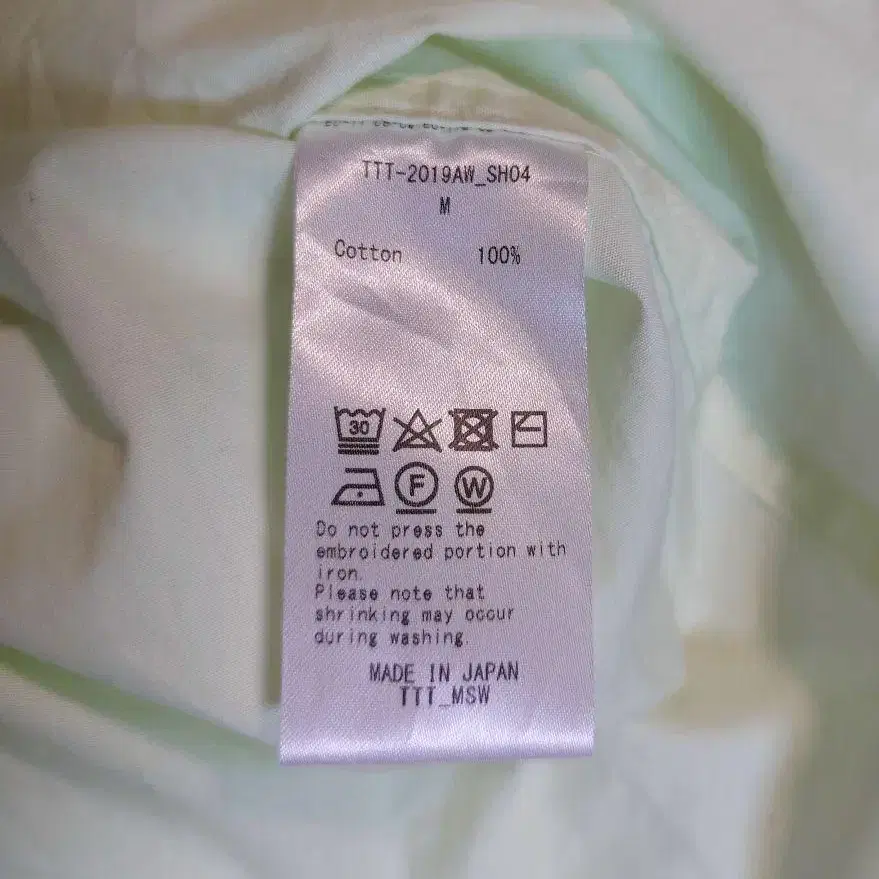 TTT-2019AW_SH04
M
Cotton 100%
30
F W
Do not press the
embroidered portion with
iron.
Please note that
shrinking may occur
during washing.
MADE IN JAPAN
TTT_MSW